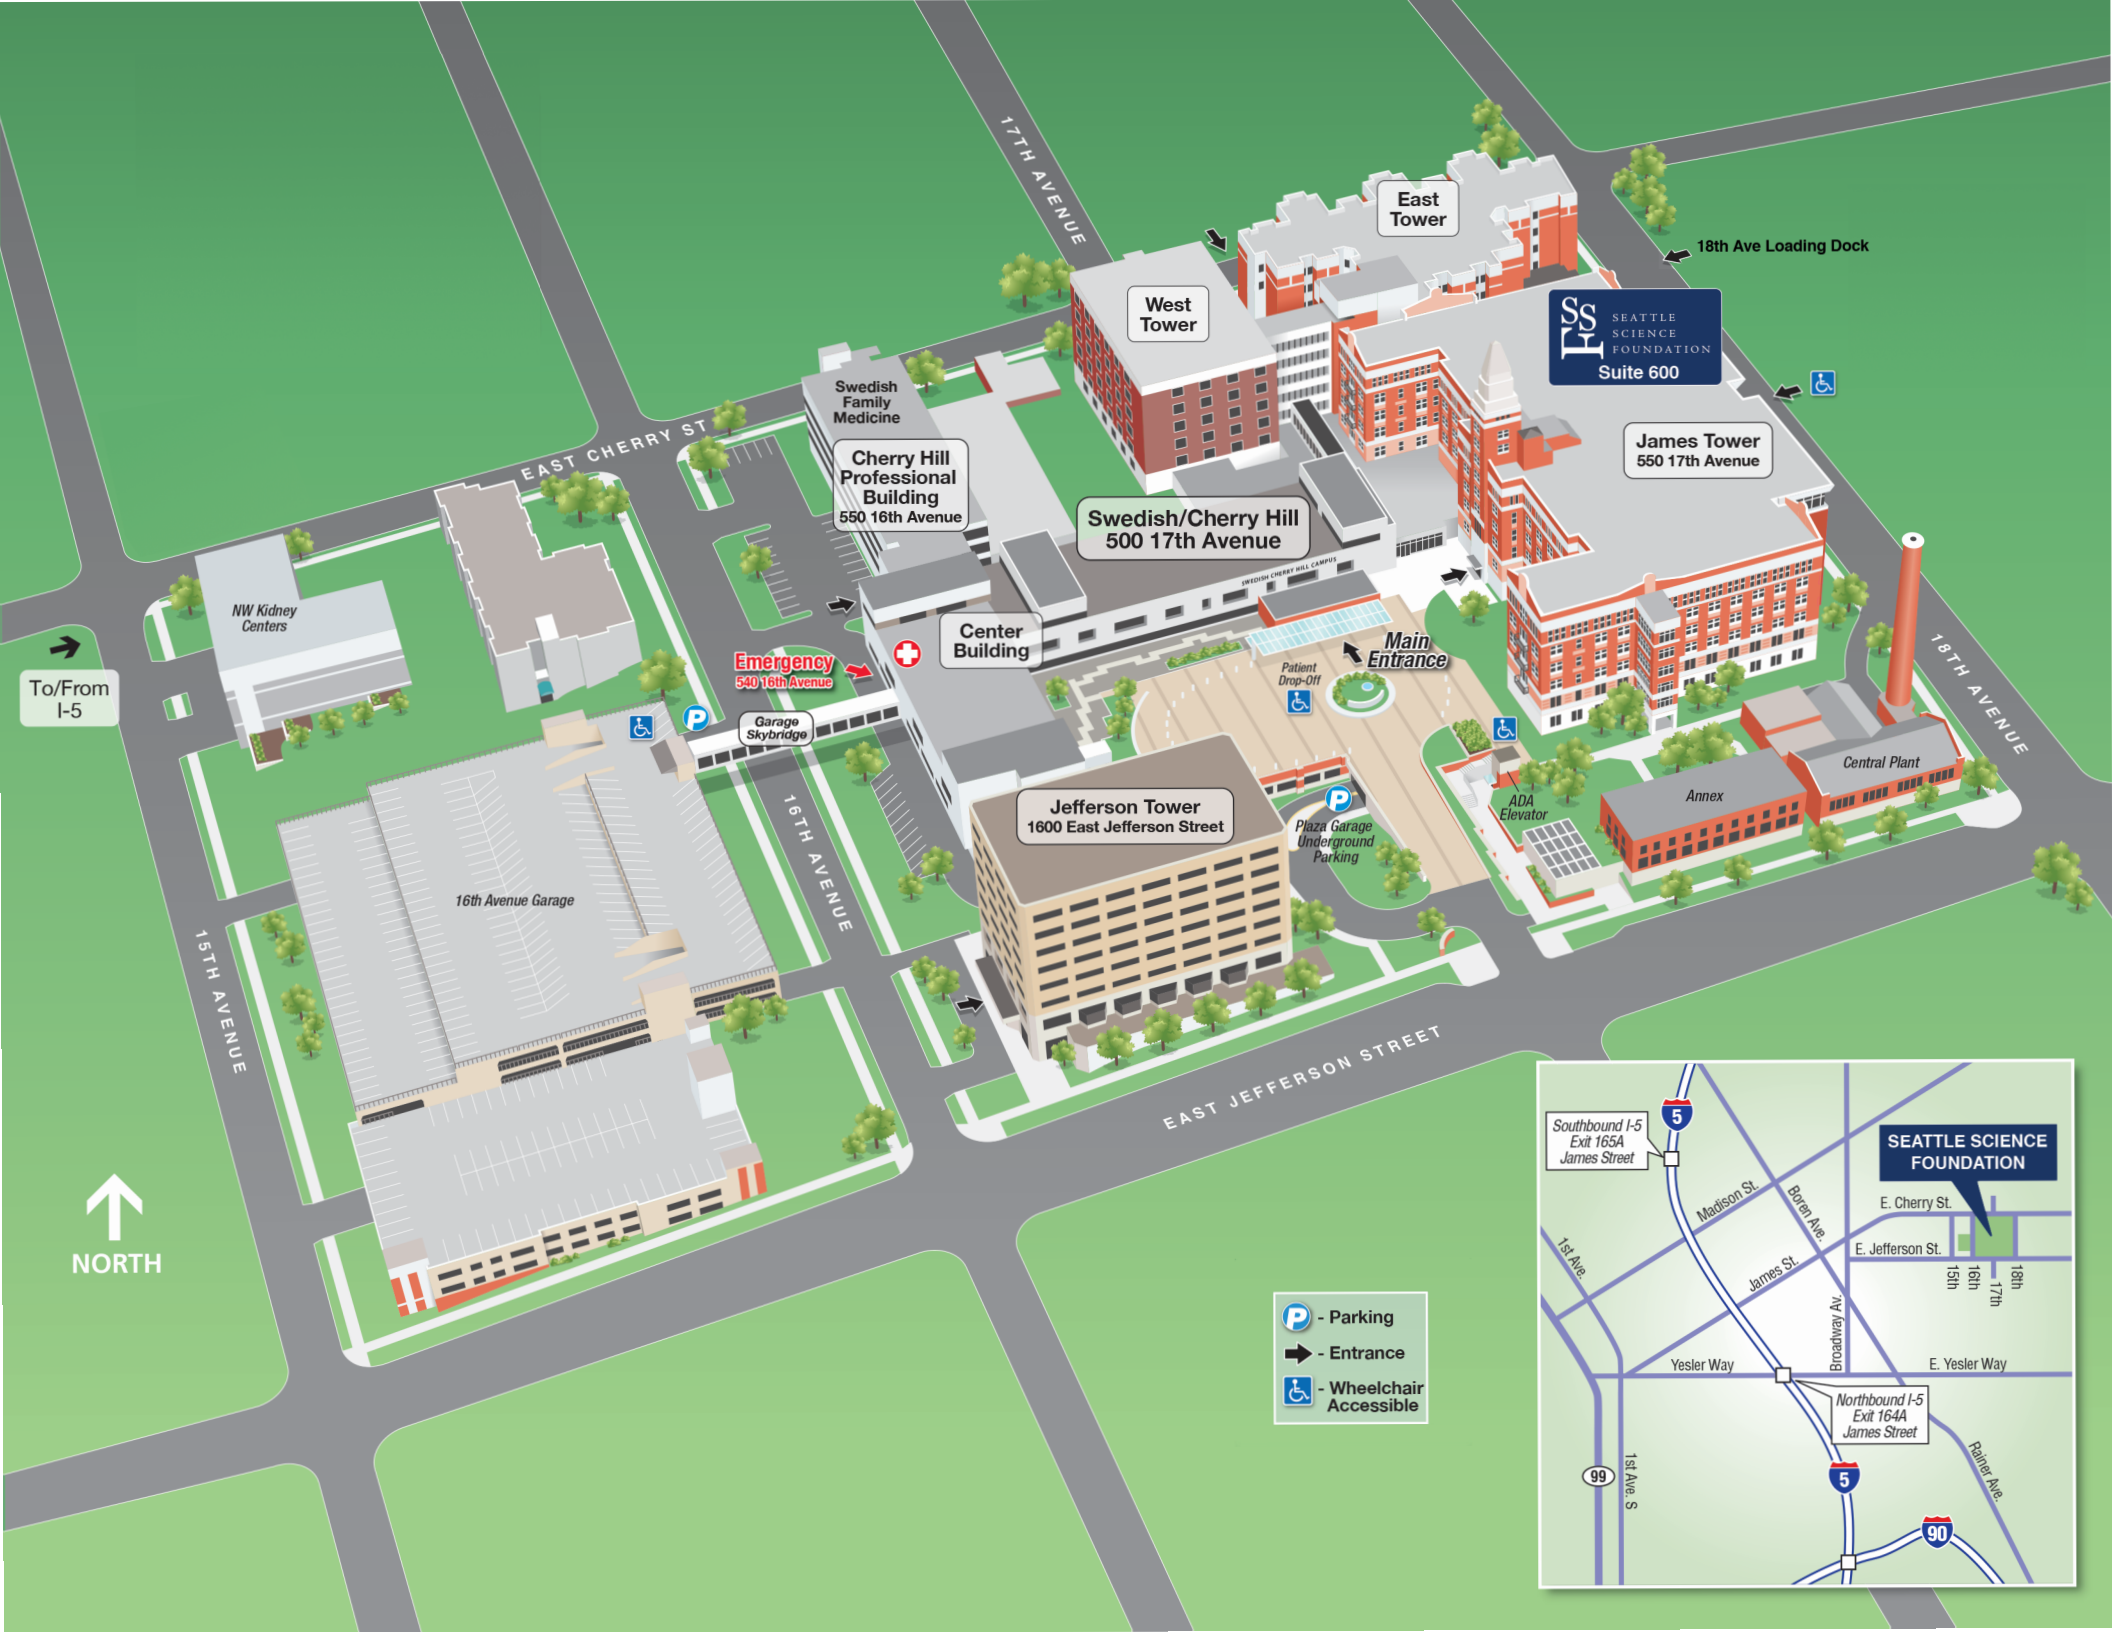 17TH AVENUE
East
Tower
18th Ave Loading Dock
West
Tower
SSF
SEATTLE
SCIENCE
FOUNDATION
Suite 600
Swedish
Family
Medicine
EAST CHERRY ST
James Tower
550 17th Avenue
Cherry Hill
Professional
Building
550 16th Avenue
Swedish/Cherry Hill
500 17th Avenue
SWEDISH CHERRY HILL CAMPUS
NW Kidney
Centers
Center
Building
Main
Entrance
Emergency
540 16th Avenue
Patient
Drop-Off
18TH AVENUE
To/From
I-5
P
Garage
Skybridge
Central Plant
Annex
ADA
Elevator
Jefferson Tower
1600 East Jefferson Street
P
Plaza Garage
Underground
Parking
16TH AVENUE
16th Avenue Garage
15TH AVENUE
EAST JEFFERSON STREET
NORTH
P - Parking
- Entrance
- Wheelchair
Accessible
5
Southbound I-5
Exit 165A
James Street
SEATTLE SCIENCE
FOUNDATION
Madison St.
Boren Ave.
E. Cherry St.
1st Ave.
James St.
E. Jefferson St.
15th
16th
17th
18th
Broadway Av.
Yesler Way
E. Yesler Way
Northbound I-5
Exit 164A
James Street
99
1st Ave. S
5
Rainer Ave.
90